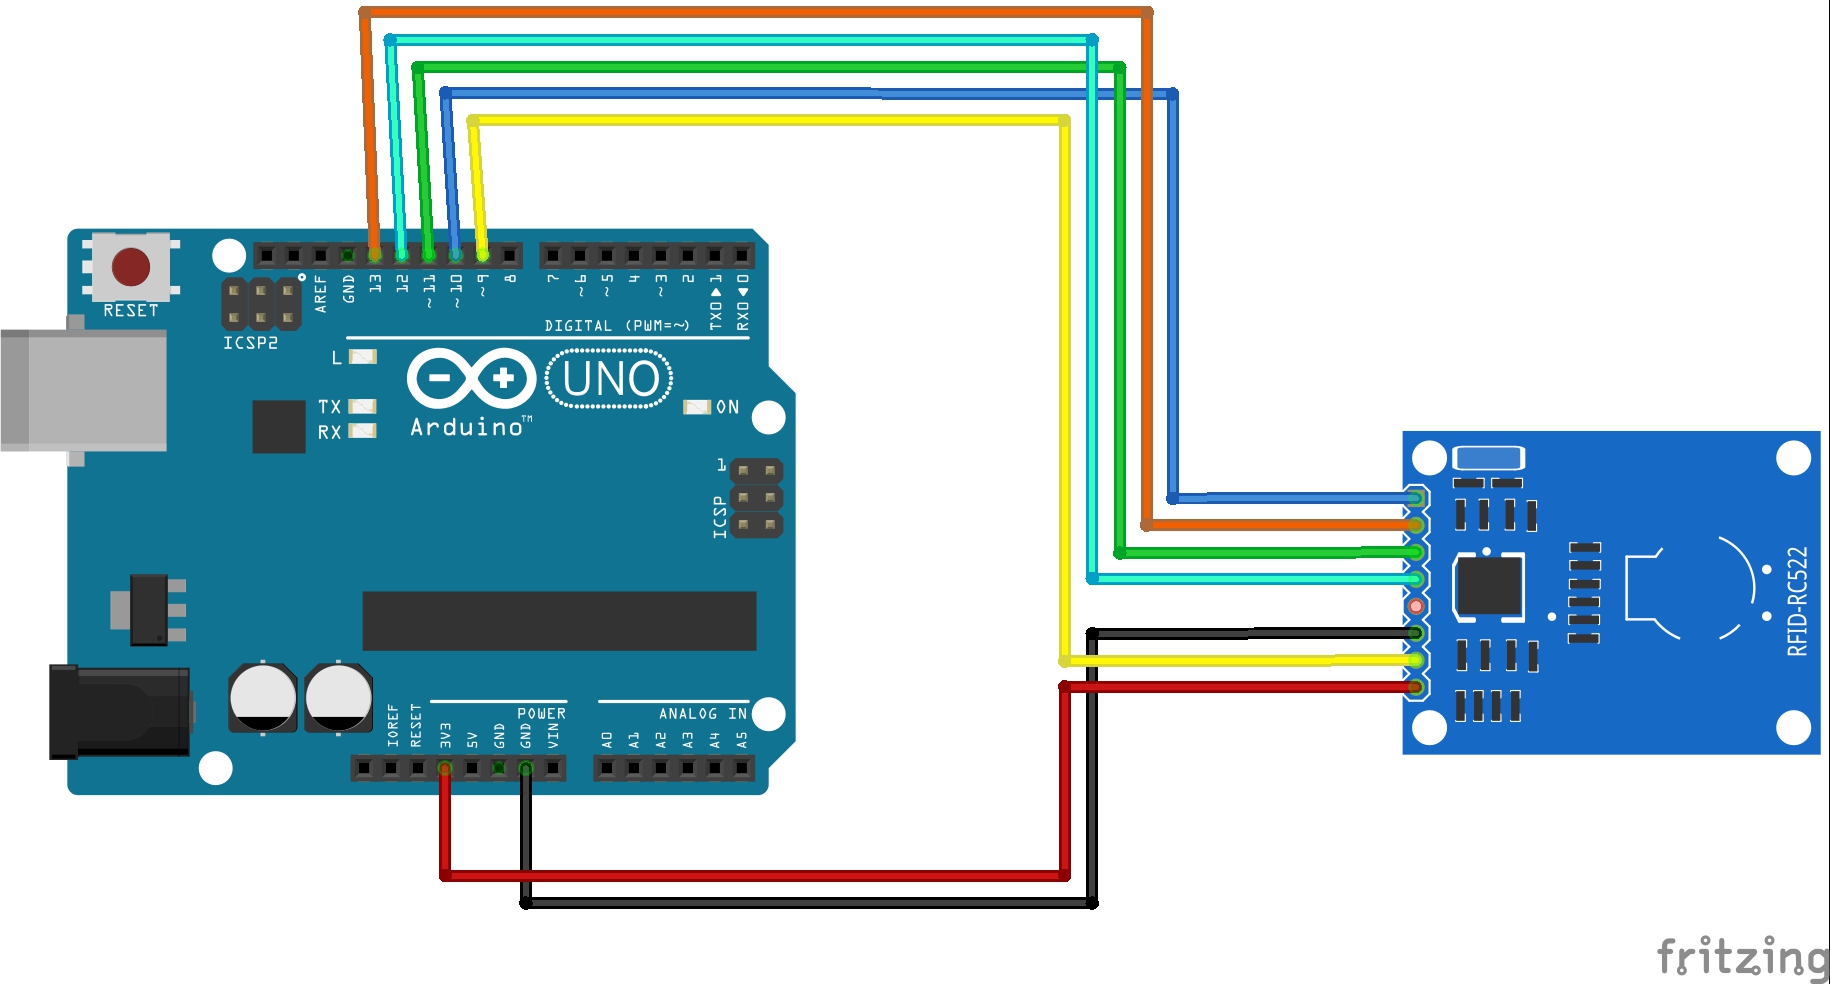 RESET
ICSP2
AREF
GND
13
12
~11
~10
~9
8
7
~6
~5
4
~3
2
TX0▶1
RX0◀0
DIGITAL (PWM=~)
L
TX
RX
UNO
Arduino™
ON
1
ICSP
IOREF
RESET
3V3
5V
GND
GND
VIN
POWER
A0
A1
A2
A3
A4
A5
ANALOG IN
RFID-RC522
fritzing